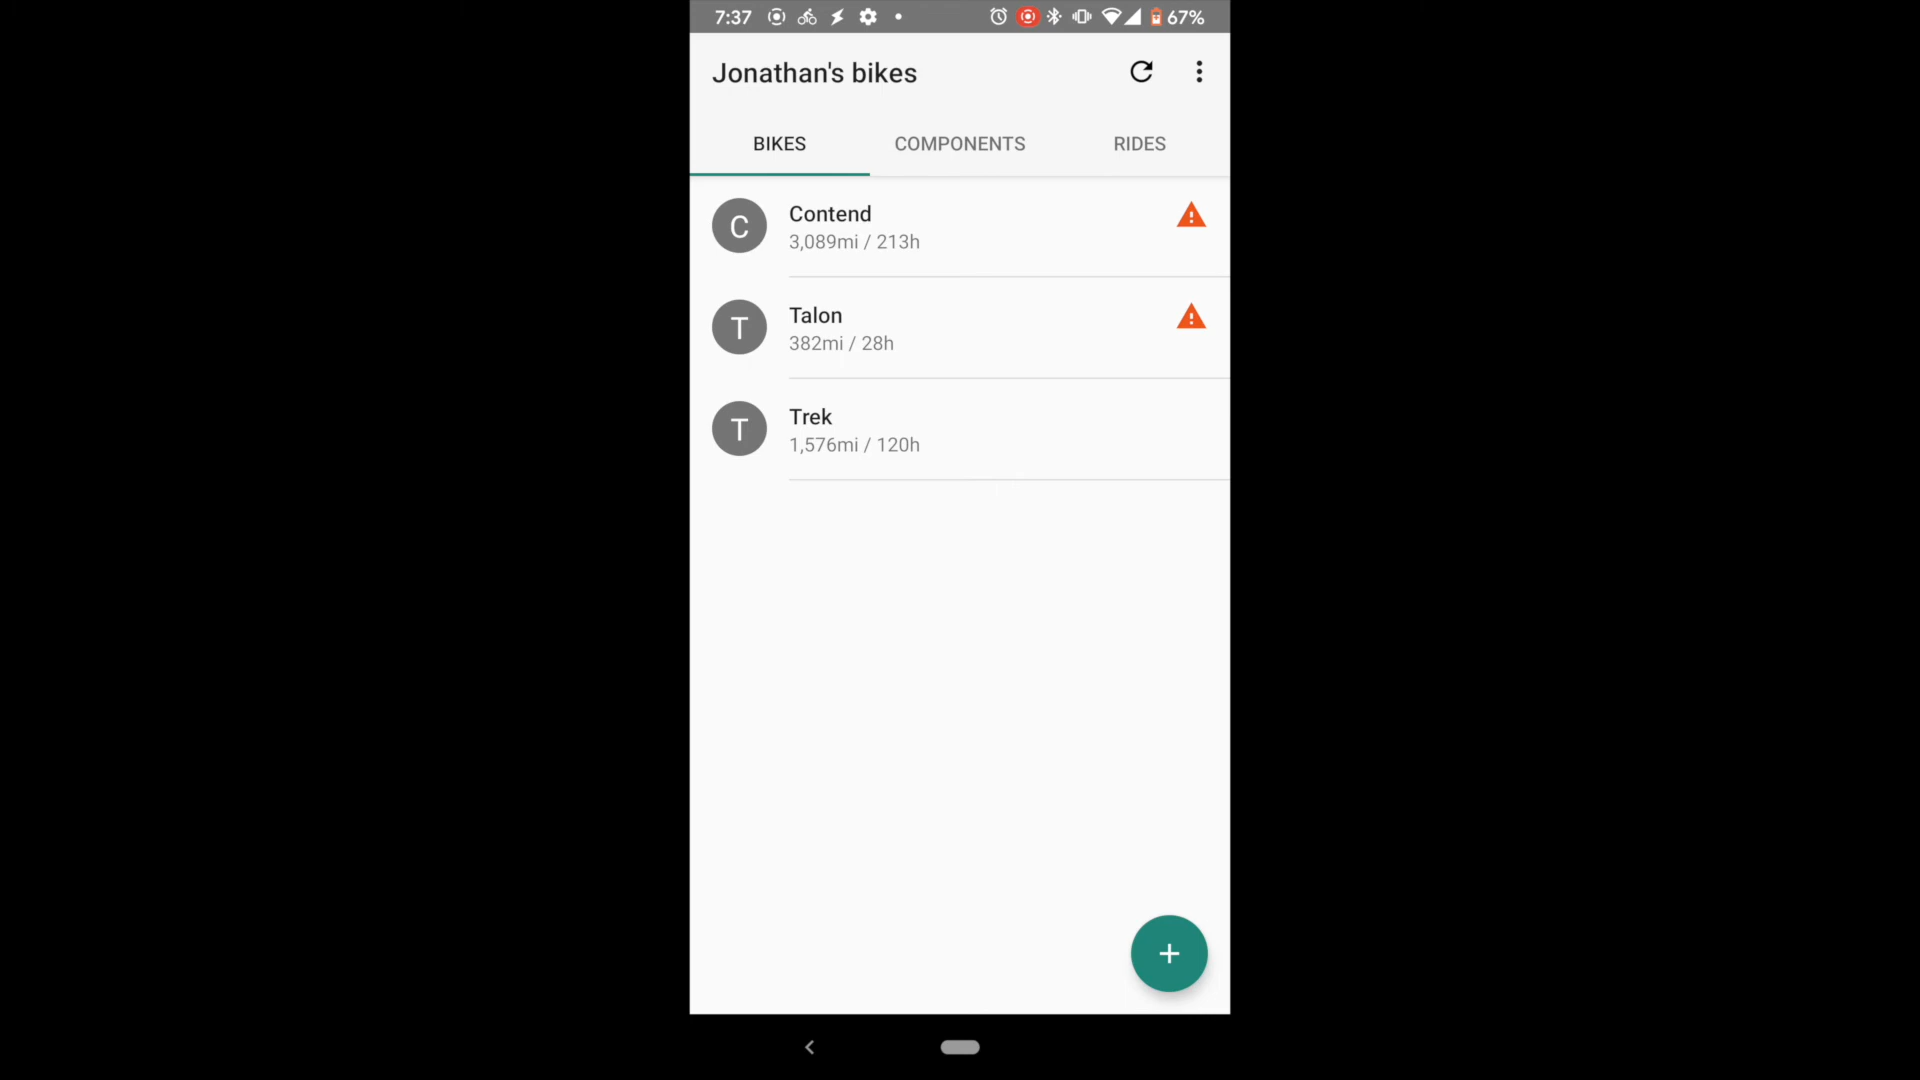 7:37 67%
Jonathan's bikes
BIKES COMPONENTS RIDES
C Contend
3,089mi / 213h
T Talon
382mi / 28h
T Trek
1,576mi / 120h
+